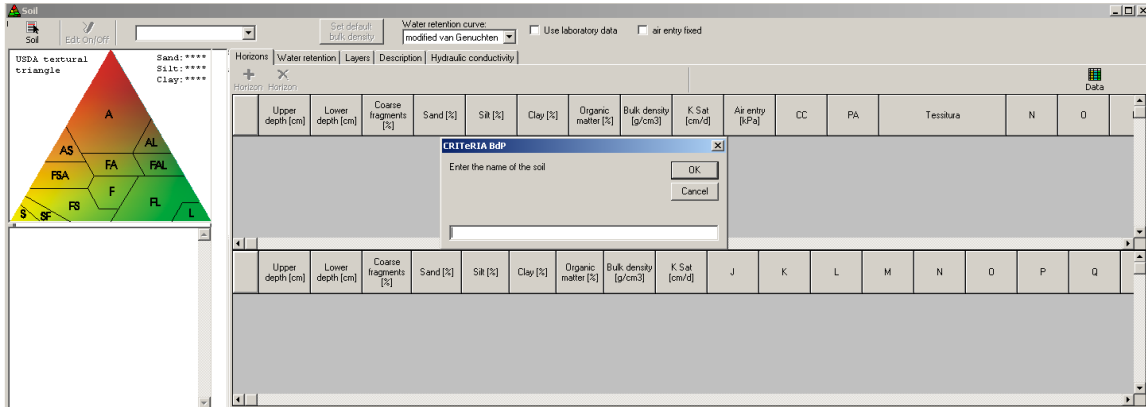 Soil
Soil
Edit On/Off
Set default
bulk density
Water retention curve:
modified van Genuchten
Use laboratory data
air entry fixed
USDA textural
triangle
Sand:****
Silt:****
Clay:****
A
AS
AL
FSA
FA
FAL
F
FS
FL
S
SF
L
Horizons
Water retention
Layers
Description
Hydraulic conductivity
Horizon
Horizon
Data
Upper
depth [cm]
Lower
depth [cm]
Coarse
fragments
[%]
Sand [%]
Silt [%]
Clay [%]
Organic
matter [%]
Bulk density
[g/cm3]
K Sat
[cm/d]
Air entry
[kPa]
CC
PA
Tessitura
N
O
CRITeRIA BdP
Enter the name of the soil
OK
Cancel
Upper
depth [cm]
Lower
depth [cm]
Coarse
fragments
[%]
Sand [%]
Silt [%]
Clay [%]
Organic
matter [%]
Bulk density
[g/cm3]
K Sat
[cm/d]
J
K
L
M
N
O
P
Q